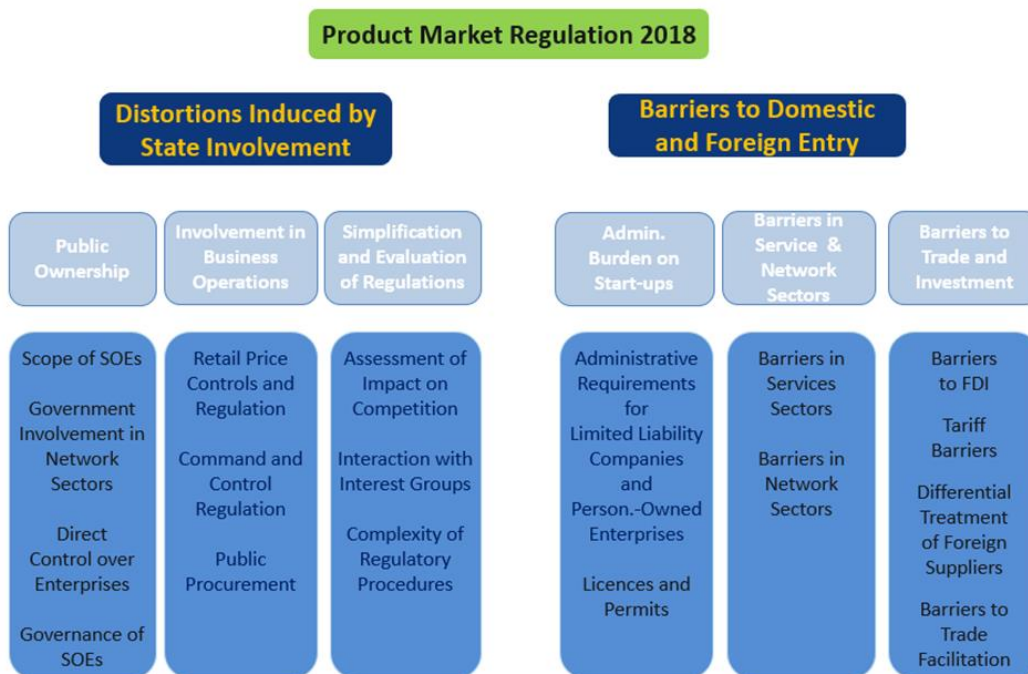 Product Market Regulation 2018
Distortions Induced by
State Involvement
Barriers to Domestic
and Foreign Entry
Public
Ownership
Involvement in
Business
Operations
Simplification
and Evaluation
of Regulations
Admin.
Burden on
Start-ups
Barriers in
Service & Network
Sectors
Barriers to
Trade and
Investment
Scope of SOEs
Government
Involvement in
Network
Sectors
Direct
Control over
Enterprises
Governance of
SOEs
Retail Price
Controls and
Regulation
Command and
Control
Regulation
Public
Procurement
Assessment of
Impact on
Competition
Interaction with
Interest Groups
Complexity of
Regulatory
Procedures
Administrative
Requirements
for
Limited Liability
Companies
and
Person.-Owned
Enterprises
Licences and
Permits
Barriers in
Services
Sectors
Barriers in
Network
Sectors
Barriers
to FDI
Tariff
Barriers
Differential
Treatment
of Foreign
Suppliers
Barriers to
Trade
Facilitation